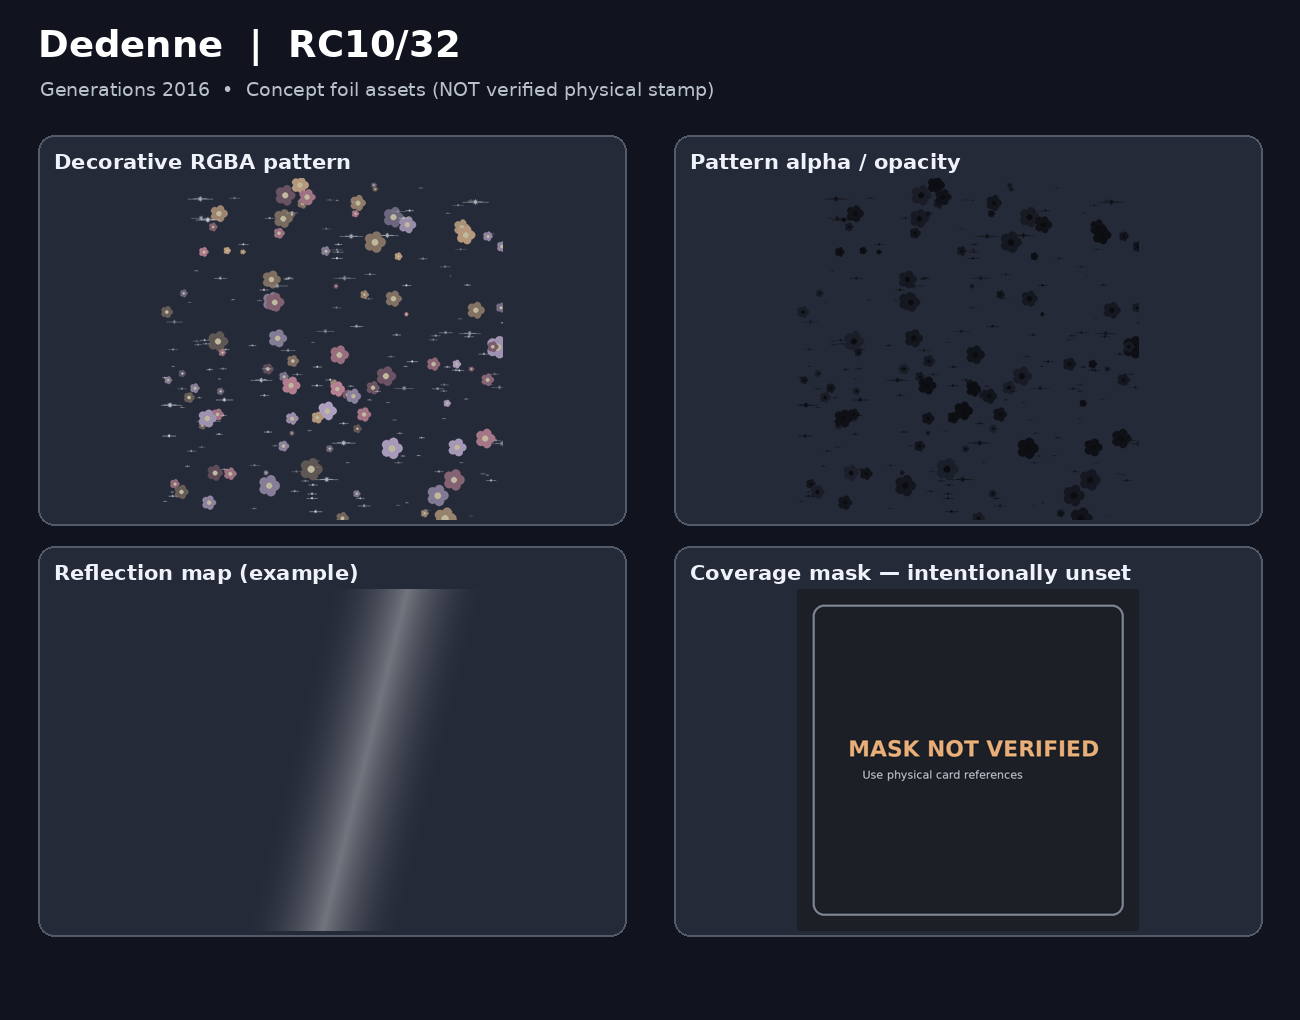 Dedenne | RC10/32
Generations 2016 • Concept foil assets (NOT verified physical stamp)
Decorative RGBA pattern
Pattern alpha / opacity
Reflection map (example)
Coverage mask — intentionally unset
MASK NOT VERIFIED
Use physical card references